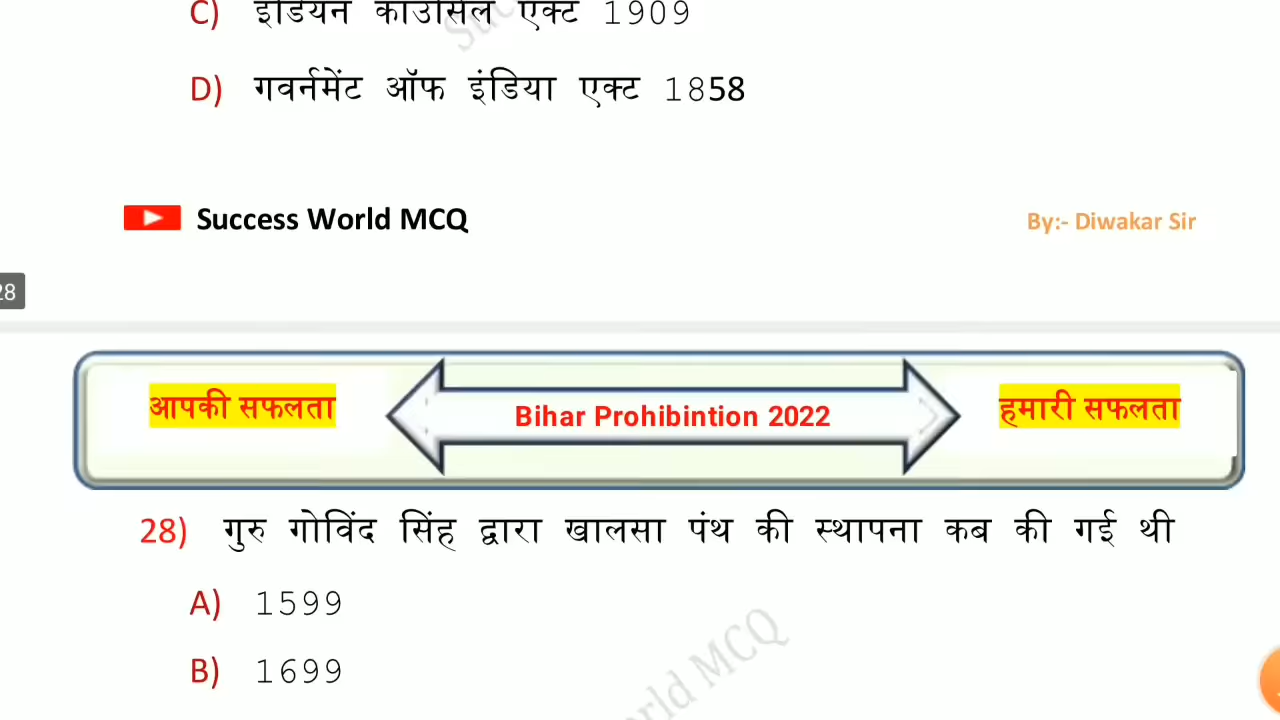 C) इंडियन काउंसिल एक्ट 1909
D) गवर्नमेंट ऑफ इंडिया एक्ट 1858
Success World MCQ
By:- Diwakar Sir
28
आपकी सफलता
Bihar Prohibintion 2022
हमारी सफलता
28) गुरु गोविंद सिंह द्वारा खालसा पंथ की स्थापना कब की गई थी
A) 1599
B) 1699
MCQ